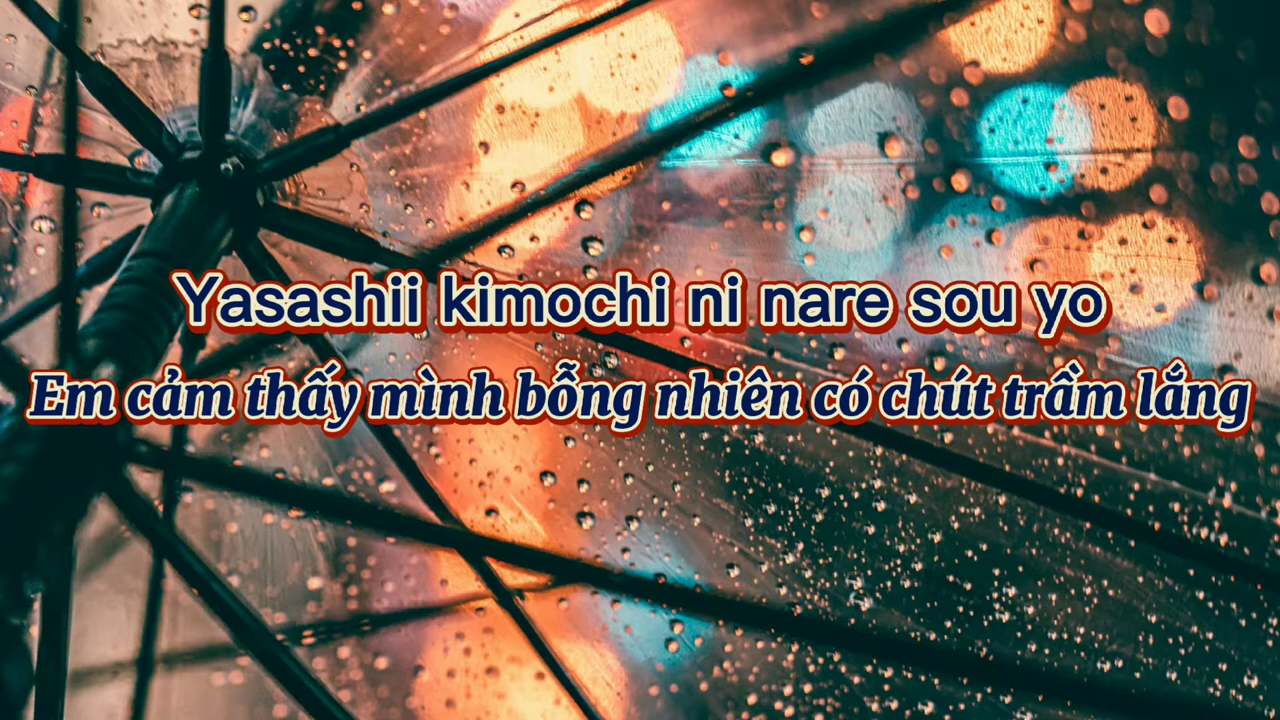 Yasashii kimochi ni nare sou yo
Em cảm thấy mình bỗng nhiên có chút trầm lắng